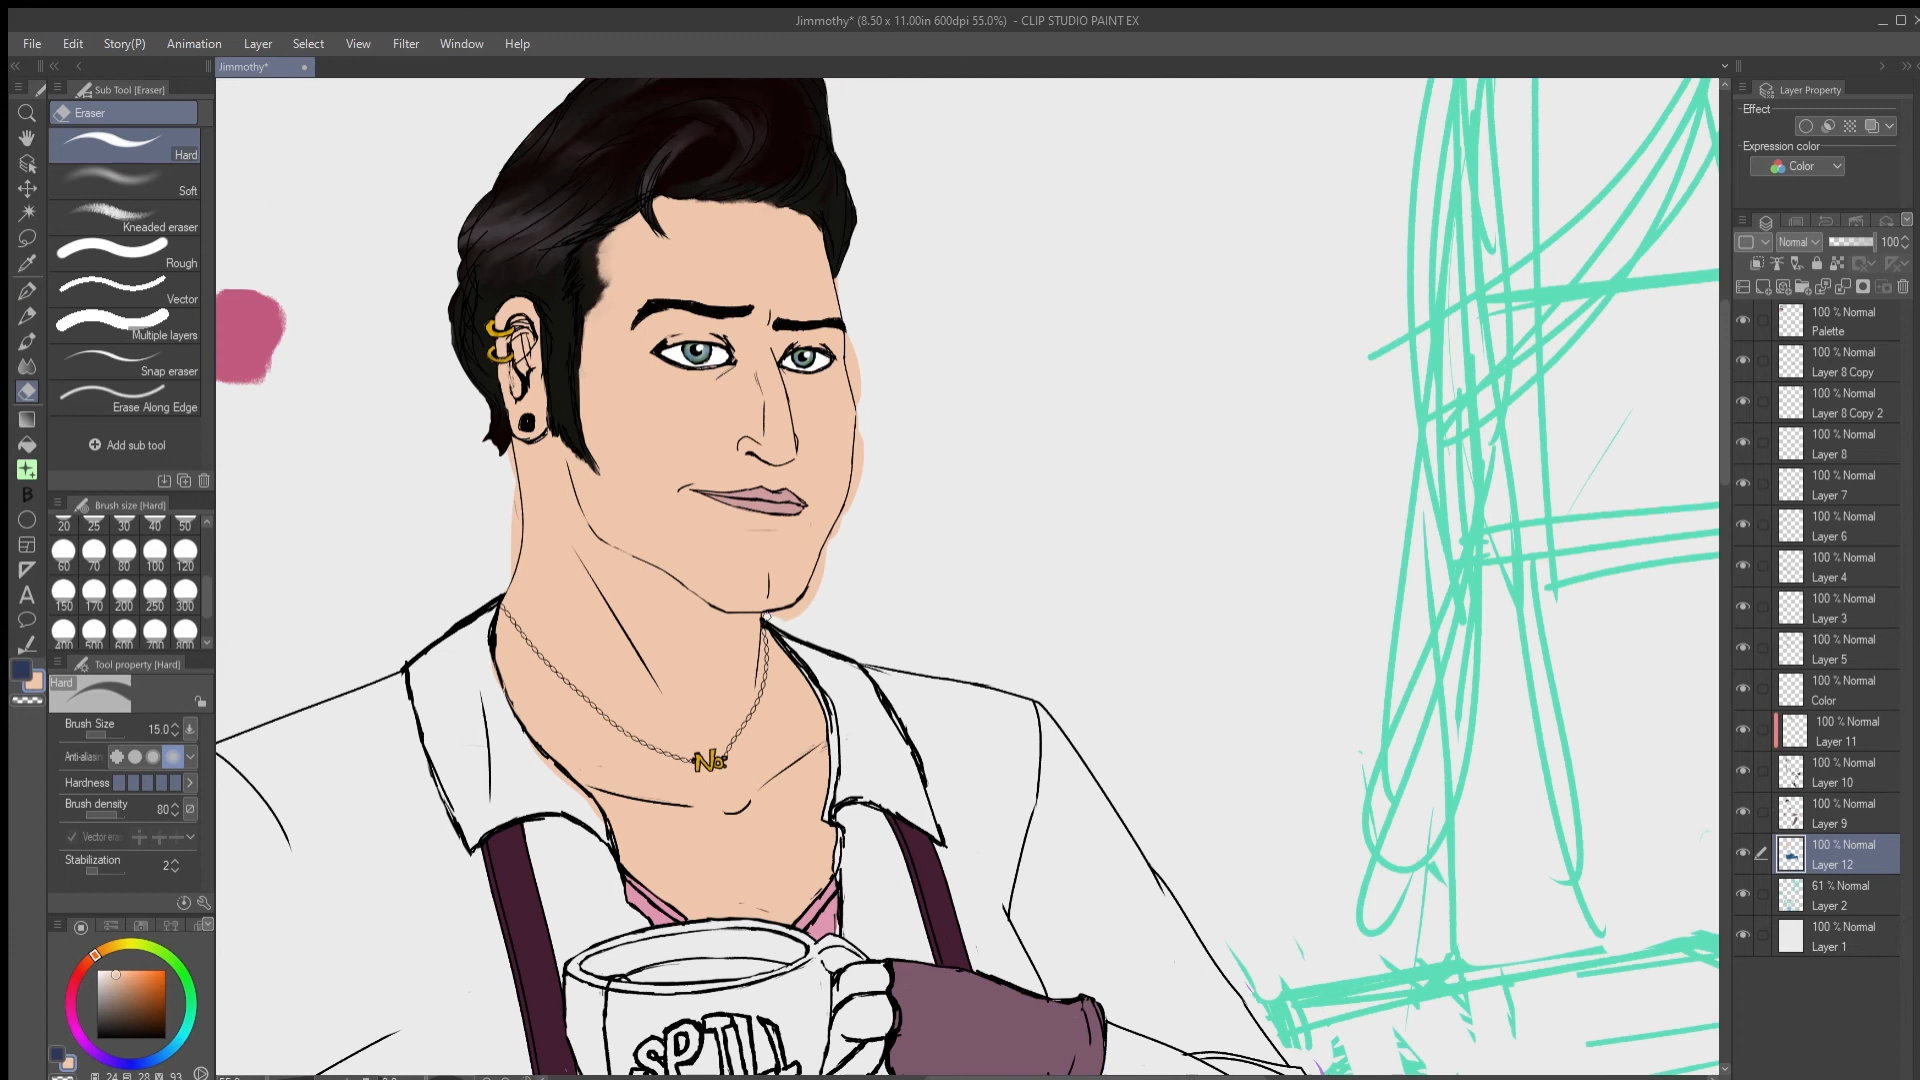 Jimmothy* (8.50 x 11.00in 600dpi 55.0%) - CLIP STUDIO PAINT EX
File Edit Story(P) Animation Layer Select View Filter Window Help
Jimmothy*
Sub Tool [Eraser]
Eraser
Hard
Soft
Kneaded eraser
Rough
Vector
Multiple layers
Snap eraser
Erase Along Edge
Add sub tool
Brush size [Hard]
20 25 30 40 50
60 70 80 100 120
150 170 200 250 300
400 500 600 700 800
Tool property [Hard]
Hard
Brush Size 15.0
Anti-aliasin
Hardness
Brush density 80
Vector era
Stabilization 2
24 28 93
No.
SPILL
Layer Property
Effect
Expression color
Color
Normal 100
100 % Normal
Palette
100 % Normal
Layer 8 Copy
100 % Normal
Layer 8 Copy 2
100 % Normal
Layer 8
100 % Normal
Layer 7
100 % Normal
Layer 6
100 % Normal
Layer 4
100 % Normal
Layer 3
100 % Normal
Layer 5
100 % Normal
Color
100 % Normal
Layer 11
100 % Normal
Layer 10
100 % Normal
Layer 9
100 % Normal
Layer 12
61 % Normal
Layer 2
100 % Normal
Layer 1